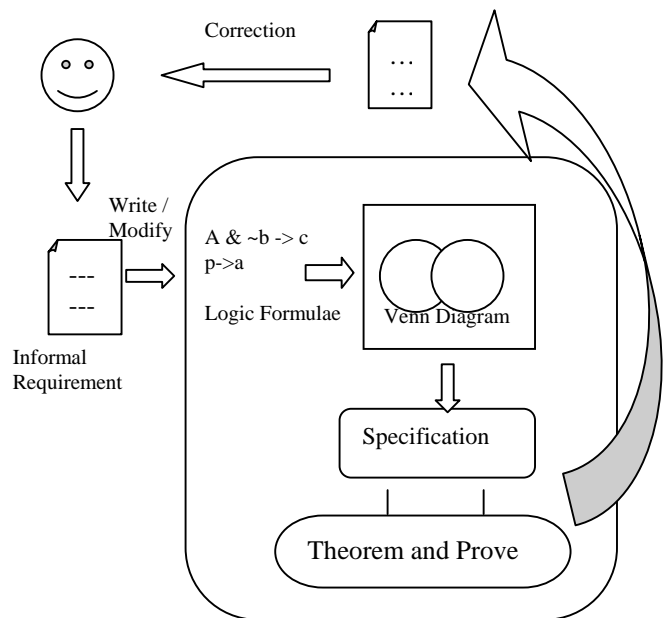 Correction
...
...
Write /
Modify
A & ~b -> c
p->a
Logic Formulae
Venn Diagram
---
---
Informal
Requirement
Specification
Theorem and Prove